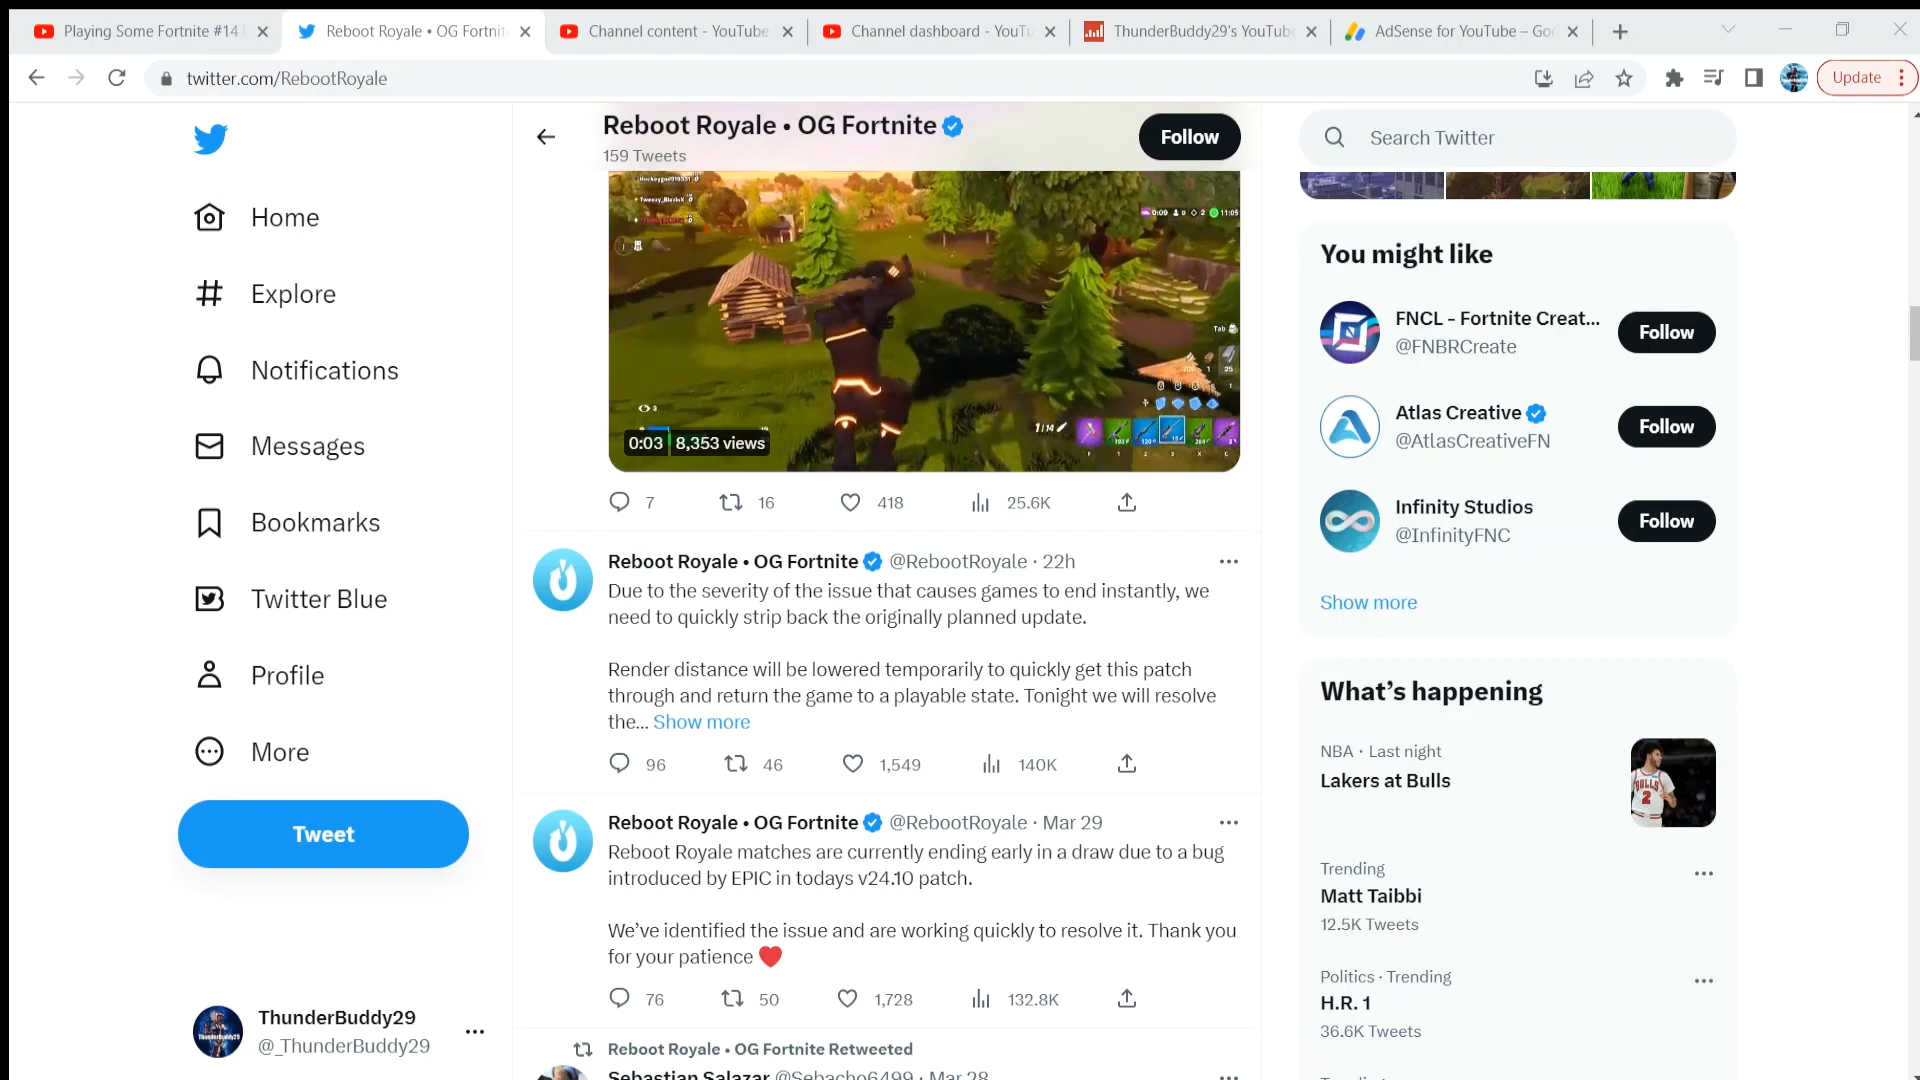 Playing Some Fortnite #14
Reboot Royale • OG Fortnit
Channel content - YouTube
Channel dashboard - YouTu
ThunderBuddy29's YouTub
AdSense for YouTube – Goo
twitter.com/RebootRoyale
Update
Home
Explore
Notifications
Messages
Bookmarks
Twitter Blue
Profile
More
Tweet
ThunderBuddy29
@_ThunderBuddy29
Reboot Royale • OG Fortnite
159 Tweets
Follow
0:09
11:05
Tab
1/14
0:03 8,353 views
7 16 418 25.6K
Reboot Royale • OG Fortnite @RebootRoyale · 22h
Due to the severity of the issue that causes games to end instantly, we
need to quickly strip back the originally planned update.
Render distance will be lowered temporarily to quickly get this patch
through and return the game to a playable state. Tonight we will resolve
the... Show more
96 46 1,549 140K
Reboot Royale • OG Fortnite @RebootRoyale · Mar 29
Reboot Royale matches are currently ending early in a draw due to a bug
introduced by EPIC in todays v24.10 patch.
We've identified the issue and are working quickly to resolve it. Thank you
for your patience ❤️
76 50 1,728 132.8K
Reboot Royale • OG Fortnite Retweeted
Sebastian Salazar @Sebacho6499 · Mar 28
Search Twitter
You might like
FNCL - Fortnite Creat...
@FNBRCreate
Follow
Atlas Creative
@AtlasCreativeFN
Follow
Infinity Studios
@InfinityFNC
Follow
Show more
What's happening
NBA · Last night
Lakers at Bulls
Trending
Matt Taibbi
12.5K Tweets
Politics · Trending
H.R. 1
36.6K Tweets